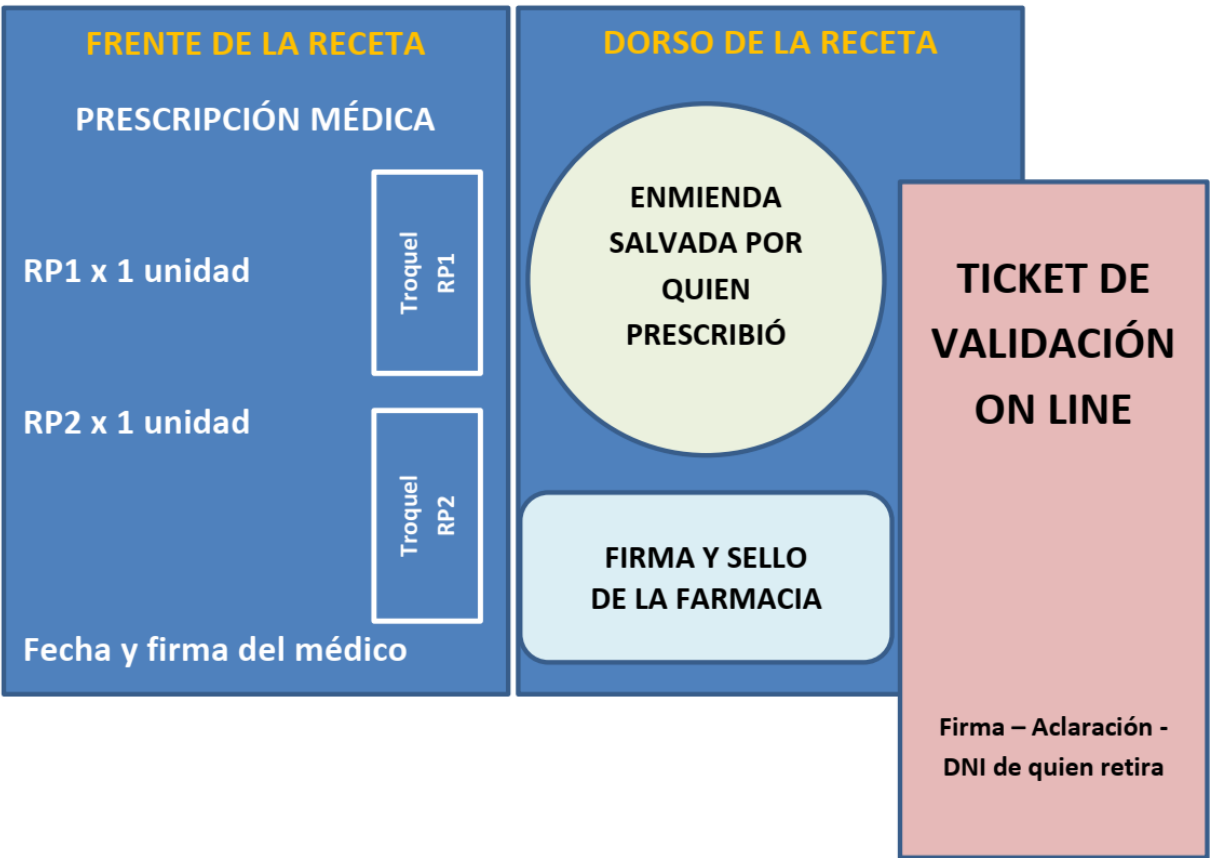 FRENTE DE LA RECETA
PRESCRIPCIÓN MÉDICA
RP1 x 1 unidad
Troquel
RP1
RP2 x 1 unidad
Troquel
RP2
Fecha y firma del médico
DORSO DE LA RECETA
ENMIENDA
SALVADA POR
QUIEN
PRESCRIBIÓ
FIRMA Y SELLO
DE LA FARMACIA
TICKET DE
VALIDACIÓN
ON LINE
Firma – Aclaración -
DNI de quien retira